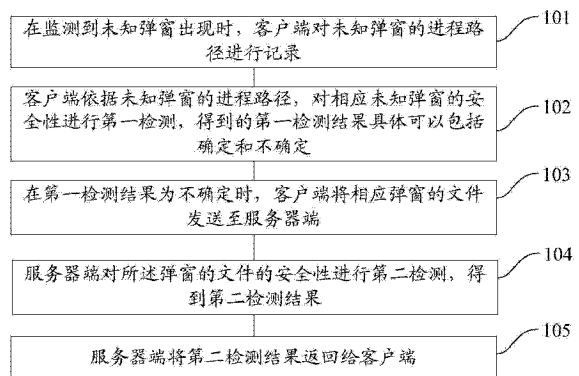 在监测到未知弹窗出现时，客户端对未知弹窗的进程路
径进行记录
101
客户端依据未知弹窗的进程路径，对相应未知弹窗的安
全性进行第一检测，得到的第一检测结果具体可以包括
确定和不确定
102
在第一检测结果为不确定时，客户端将相应弹窗的文件
发送至服务器端
103
服务器端对所述弹窗的文件的安全性进行第二检测，得
到第二检测结果
104
服务器端将第二检测结果返回给客户端
105